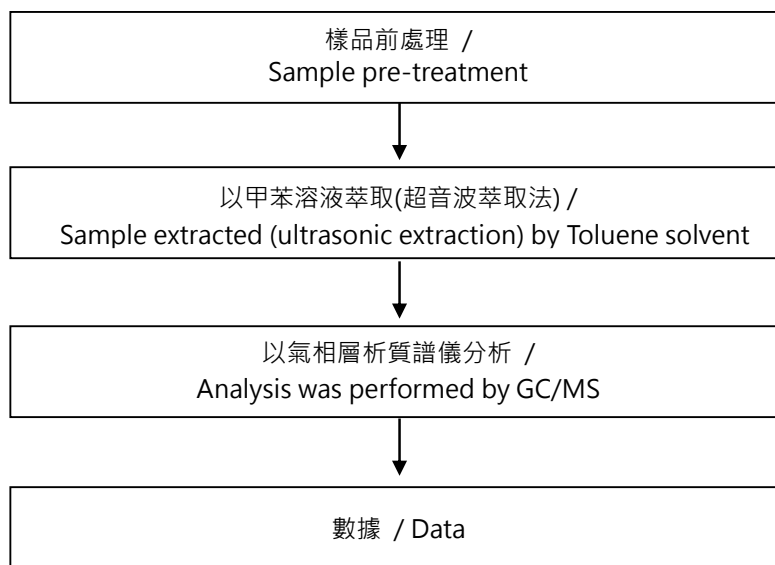 樣品前處理 /
Sample pre-treatment
以甲苯溶液萃取(超音波萃取法) /
Sample extracted (ultrasonic extraction) by Toluene solvent
以氣相層析質譜儀分析 /
Analysis was performed by GC/MS
數據 / Data